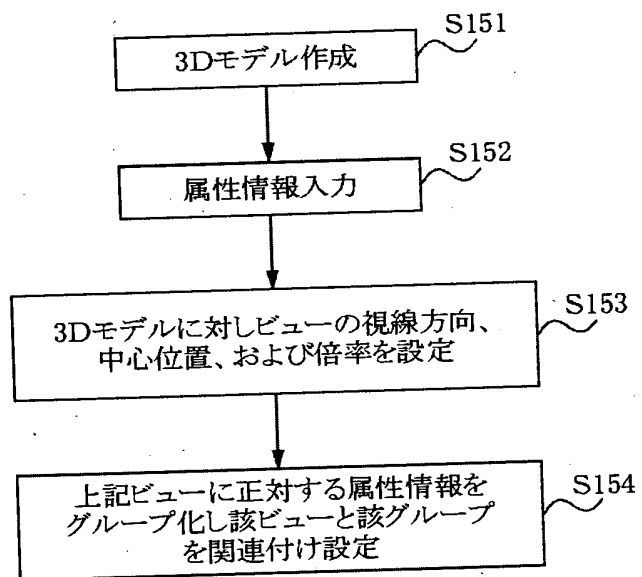 S151
3Dモデル作成
S152
属性情報入力
S153
3Dモデルに対しビューの視線方向、
中心位置、および倍率を設定
S154
上記ビューに正対する属性情報を
グループ化し該ビューと該グループ
を関連付け設定